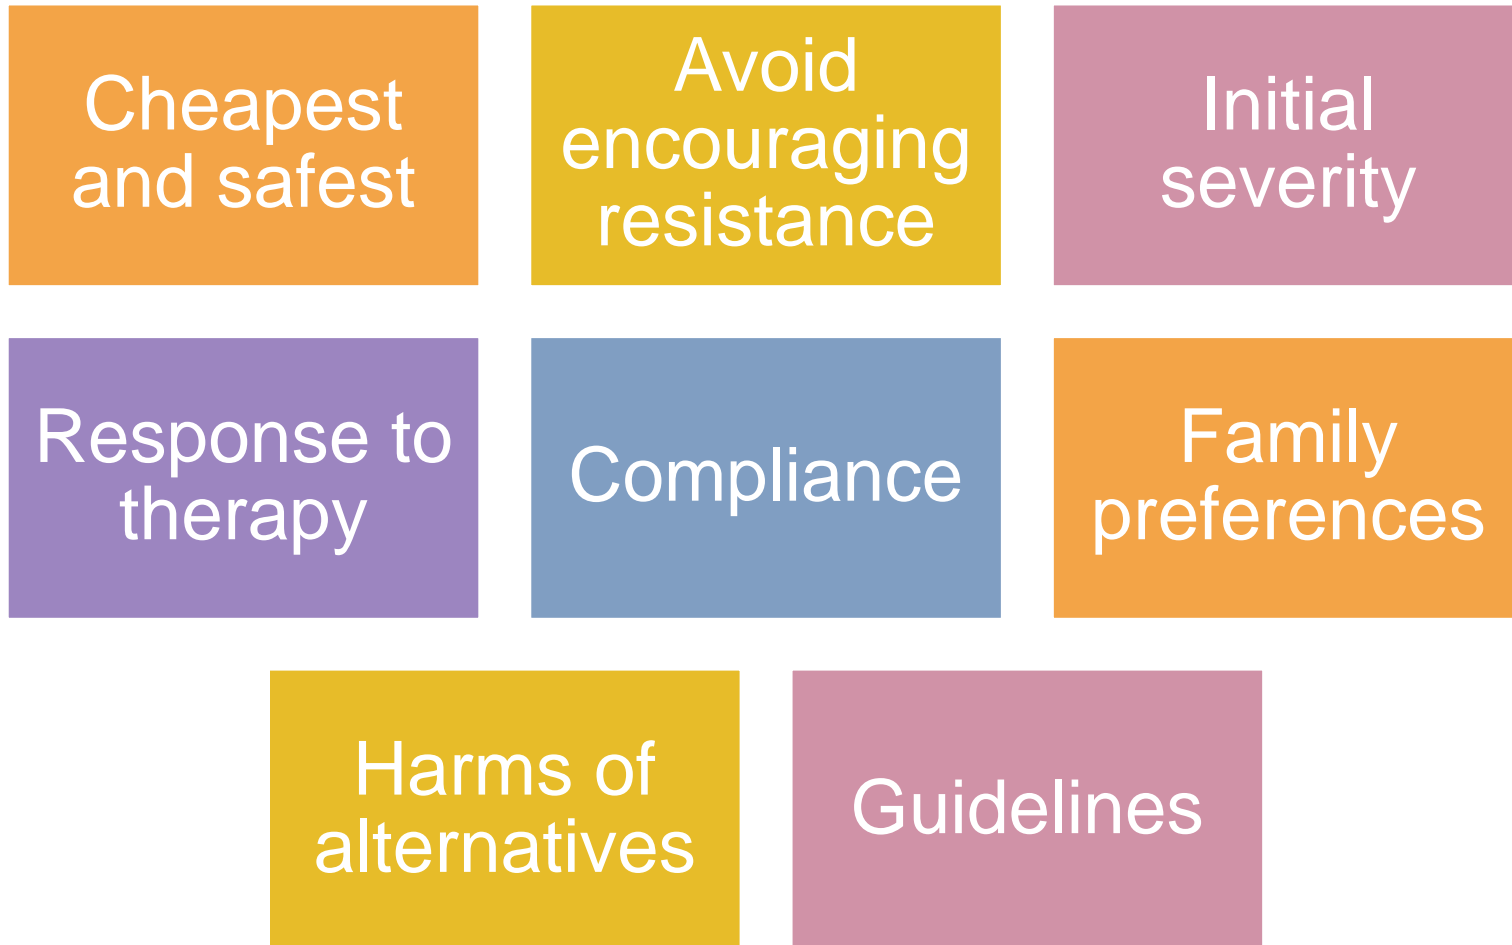 Cheapest
and safest
Avoid
encouraging
resistance
Initial
severity
Response to
therapy
Compliance
Family
preferences
Harms of
alternatives
Guidelines